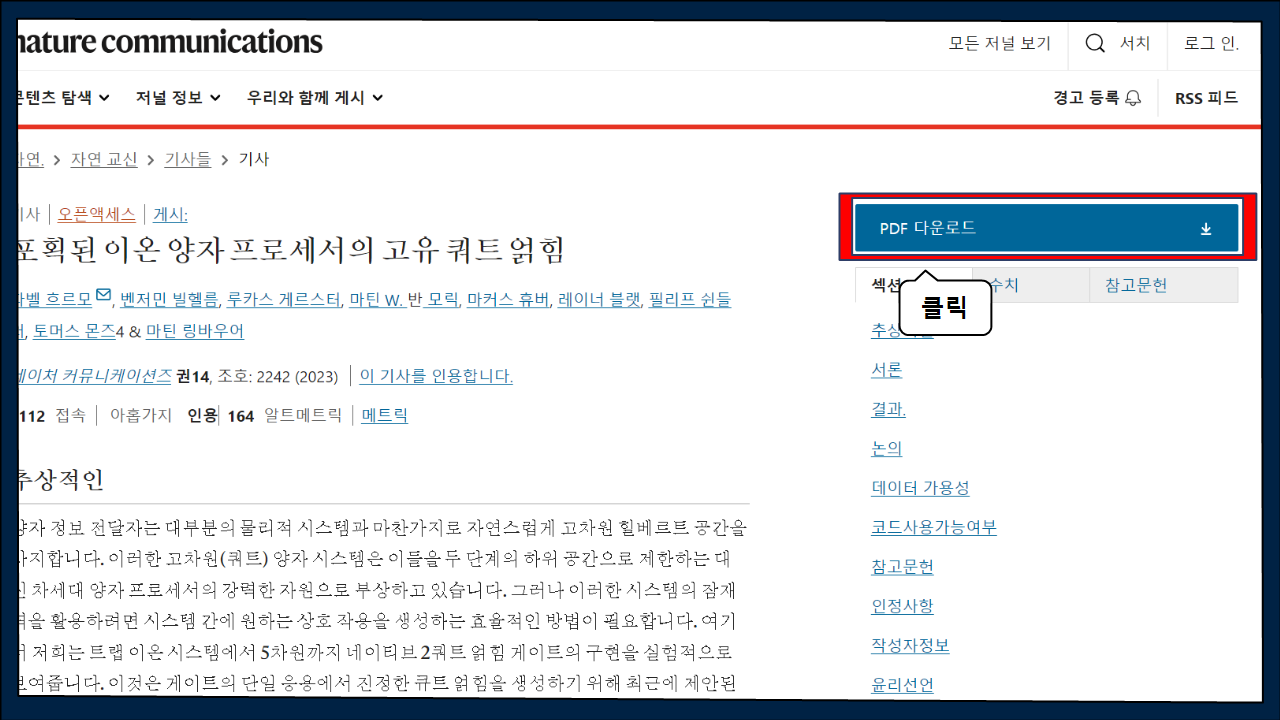 nature communications
모든 저널 보기
서치
로그 인.
콘텐츠 탐색
저널 정보
우리와 함께 게시
경고 등록
RSS 피드
자연.
자연 교신
기사들
기사
기사
오픈액세스
게시:
포획된 이온 양자 프로세서의 고유 쿼트 얽힘
흐르모, 벤저민 빌헬름, 루카스 게르스터, 마틴 W. 반 모릭, 마커스 휴버, 레이너 블랫, 필리프 쉰들
토머스 몬즈4 & 마틴 링바우어
네이처 커뮤니케이션즈 권14, 조호: 2242 (2023)
이 기사를 인용합니다.
112 접속
아홉가지 인용
164 알트메트릭
메트릭
추상적인
양자 정보 전달자는 대부분의 물리적 시스템과 마찬가지로 자연스럽게 고차원 힐베르트 공간을
가지합니다. 이러한 고차원(쿼트) 양자 시스템은 이들을 두 단계의 하위 공간으로 제한하는 대
신 차세대 양자 프로세서의 강력한 자원으로 부상하고 있습니다. 그러나 이러한 시스템의 잠재
력을 활용하려면 시스템 간에 원하는 상호 작용을 생성하는 효율적인 방법이 필요합니다. 여기
서 저희는 트랩 이온 시스템에서 5차원까지 네이티브 2쿼트 얽힘 게이트의 구현을 실험적으로
보여줍니다. 이것은 게이트의 단일 응용에서 진정한 큐트 얽힘을 생성하기 위해 최근에 제안된
PDF 다운로드
섹션
수치
참고문헌
클릭
서론
결과.
논의
데이터 가용성
코드사용가능여부
참고문헌
인정사항
작성자정보
윤리선언